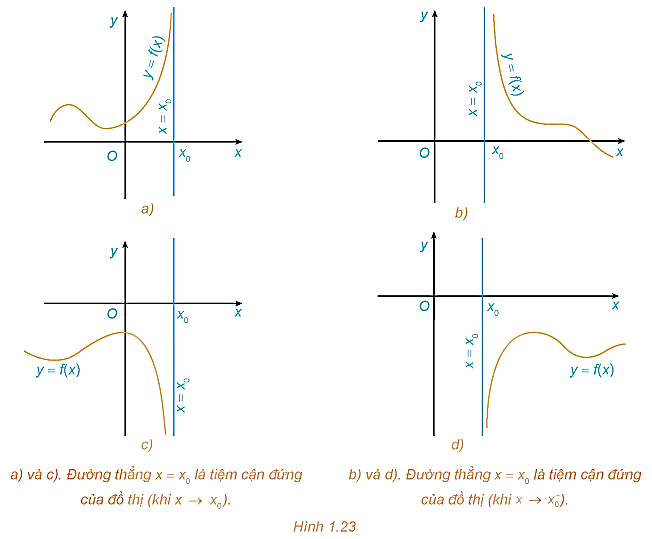 y
y = f(x)
x = x₀
O
x₀
x
a)
y
y = f(x)
x = x₀
O
x₀
x
b)
y
O
x₀
x
y = f(x)
x = x₀
c)
y
O
x₀
x
x = x₀
y = f(x)
d)
a) và c). Đường thẳng x = x₀ là tiệm cận đứng
của đồ thị (khi x → x₀).
b) và d). Đường thẳng x = x₀ là tiệm cận đứng
của đồ thị (khi x → x₀⁻).
Hình 1.23